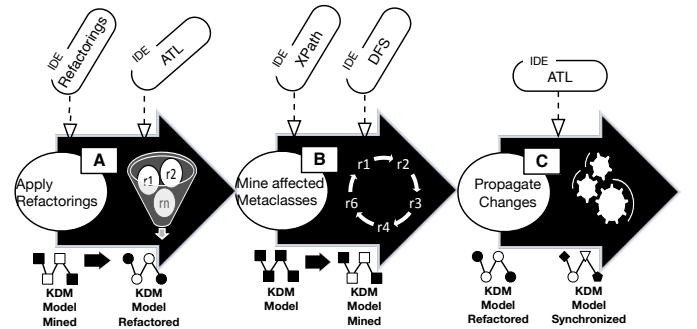 IDE
Refactorings
IDE
ATL
IDE
XPath
IDE
DFS
IDE
ATL
A
B
C
Apply
Refactorings
r1
r2
rn
Mine affected
Metaclasses
r1
r2
r3
r4
r6
Propagate
Changes
KDM
Model
Mined
KDM
Model
Refactored
KDM
Model
KDM
Model
Mined
KDM
Model
Refactored
KDM
Model
Synchronized